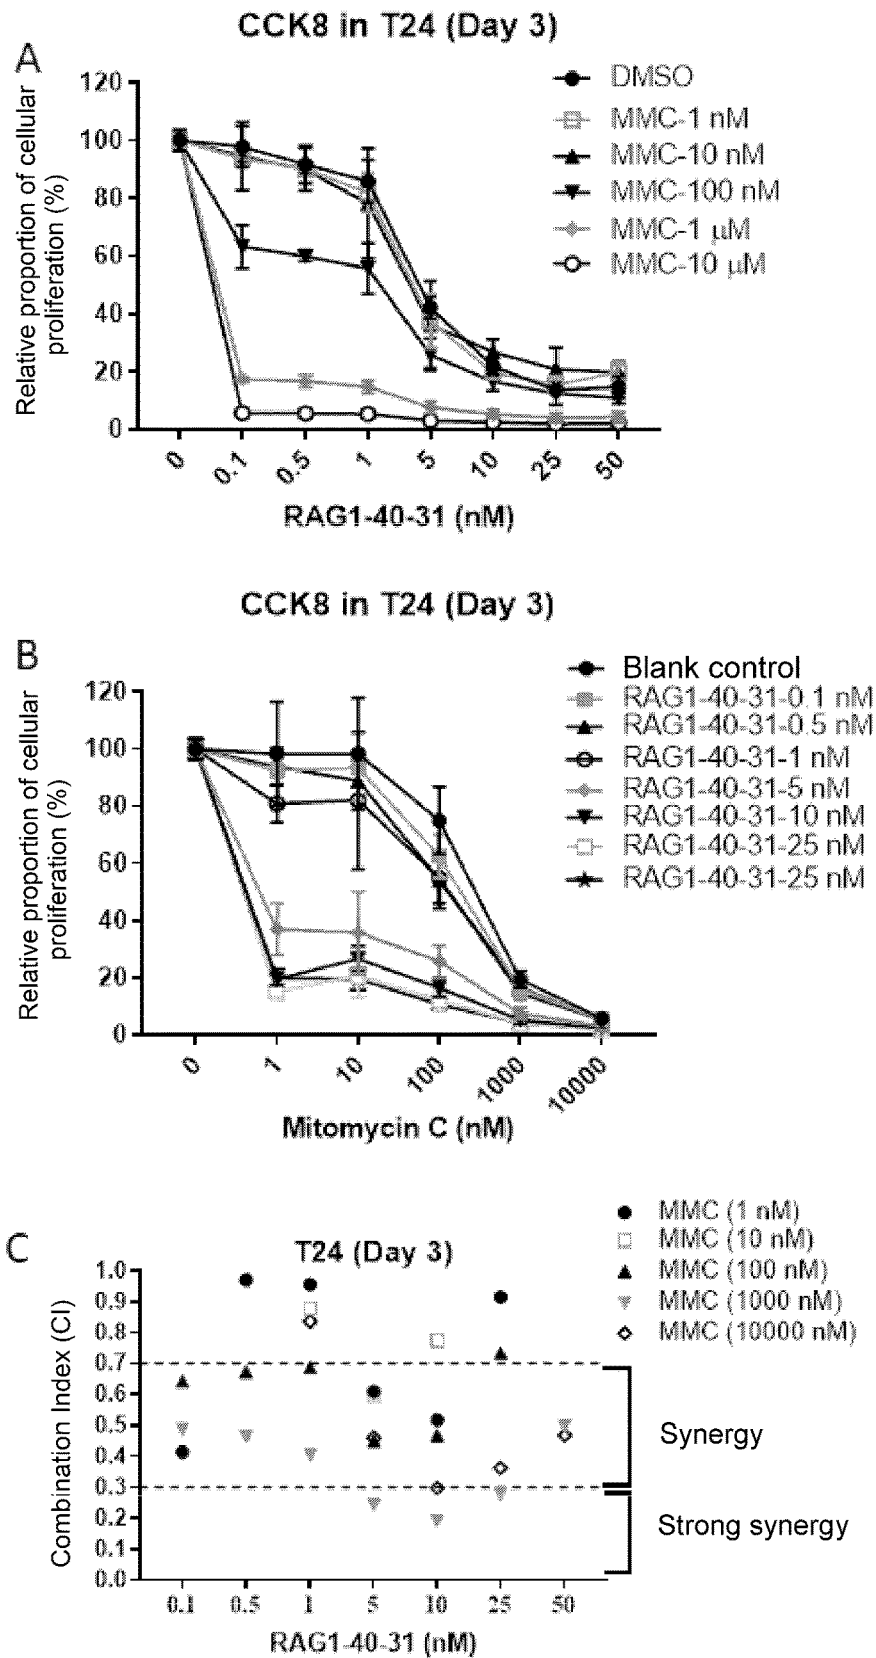 CCK8 in T24 (Day 3)
A
Relative proportion of cellular
proliferation (%)
120
100
80
60
40
20
0
0
0.1
0.5
1
5
10
25
50
RAG1-40-31 (nM)
DMSO
MMC-1 nM
MMC-10 nM
MMC-100 nM
MMC-1 μM
MMC-10 μM
CCK8 in T24 (Day 3)
B
Relative proportion of cellular
proliferation (%)
120
100
80
60
40
20
0
0
1
10
100
1000
10000
Mitomycin C (nM)
Blank control
RAG1-40-31-0.1 nM
RAG1-40-31-0.5 nM
RAG1-40-31-1 nM
RAG1-40-31-5 nM
RAG1-40-31-10 nM
RAG1-40-31-25 nM
RAG1-40-31-25 nM
C
T24 (Day 3)
Combination Index (CI)
1.0
0.9
0.8
0.7
0.6
0.5
0.4
0.3
0.2
0.1
0.0
0.1
0.5
1
5
10
25
50
RAG1-40-31 (nM)
MMC (1 nM)
MMC (10 nM)
MMC (100 nM)
MMC (1000 nM)
MMC (10000 nM)
Synergy
Strong synergy